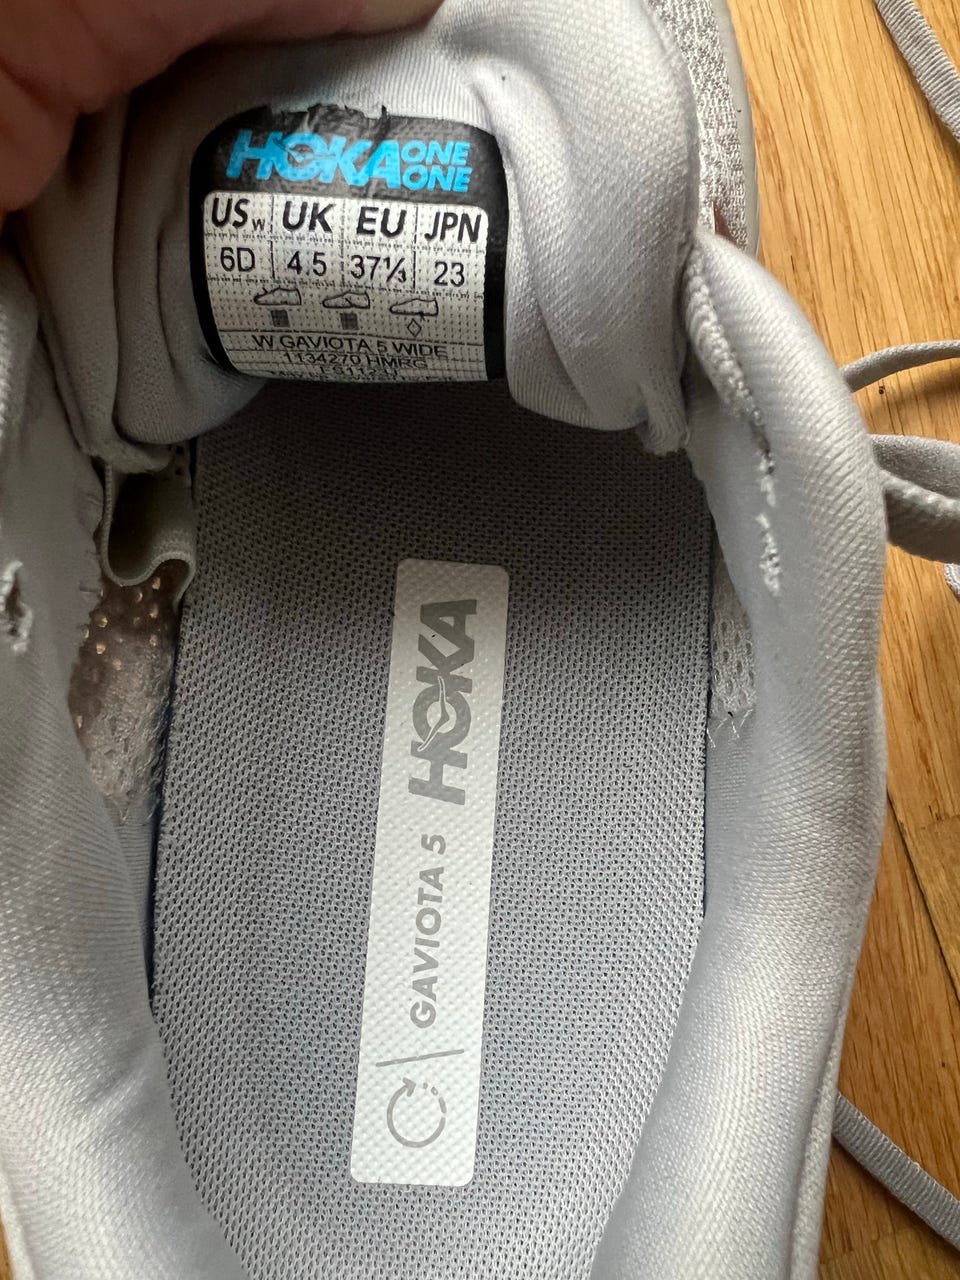 HOKA ONE ONE
USw UK EU JPN
6D 4.5 37⅓ 23
W GAVIOTA 5 WIDE
1134270 HMRG
HOKA
GAVIOTA 5